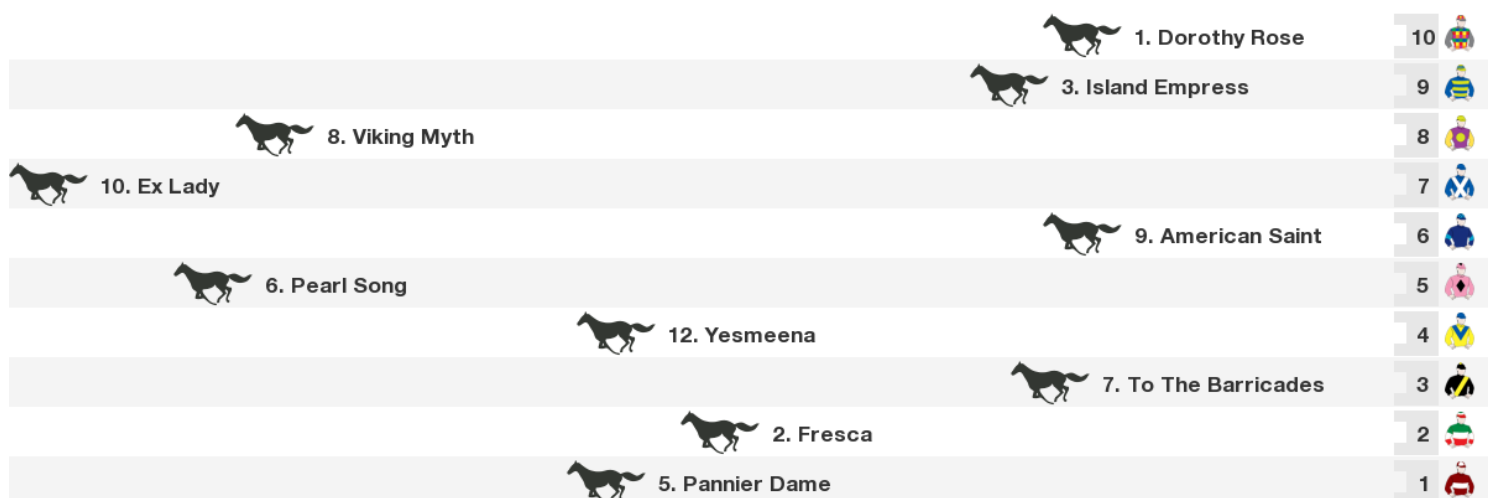 1. Dorothy Rose 10
3. Island Empress 9
8. Viking Myth 8
10. Ex Lady 7
9. American Saint 6
6. Pearl Song 5
12. Yesmeena 4
7. To The Barricades 3
2. Fresca 2
5. Pannier Dame 1